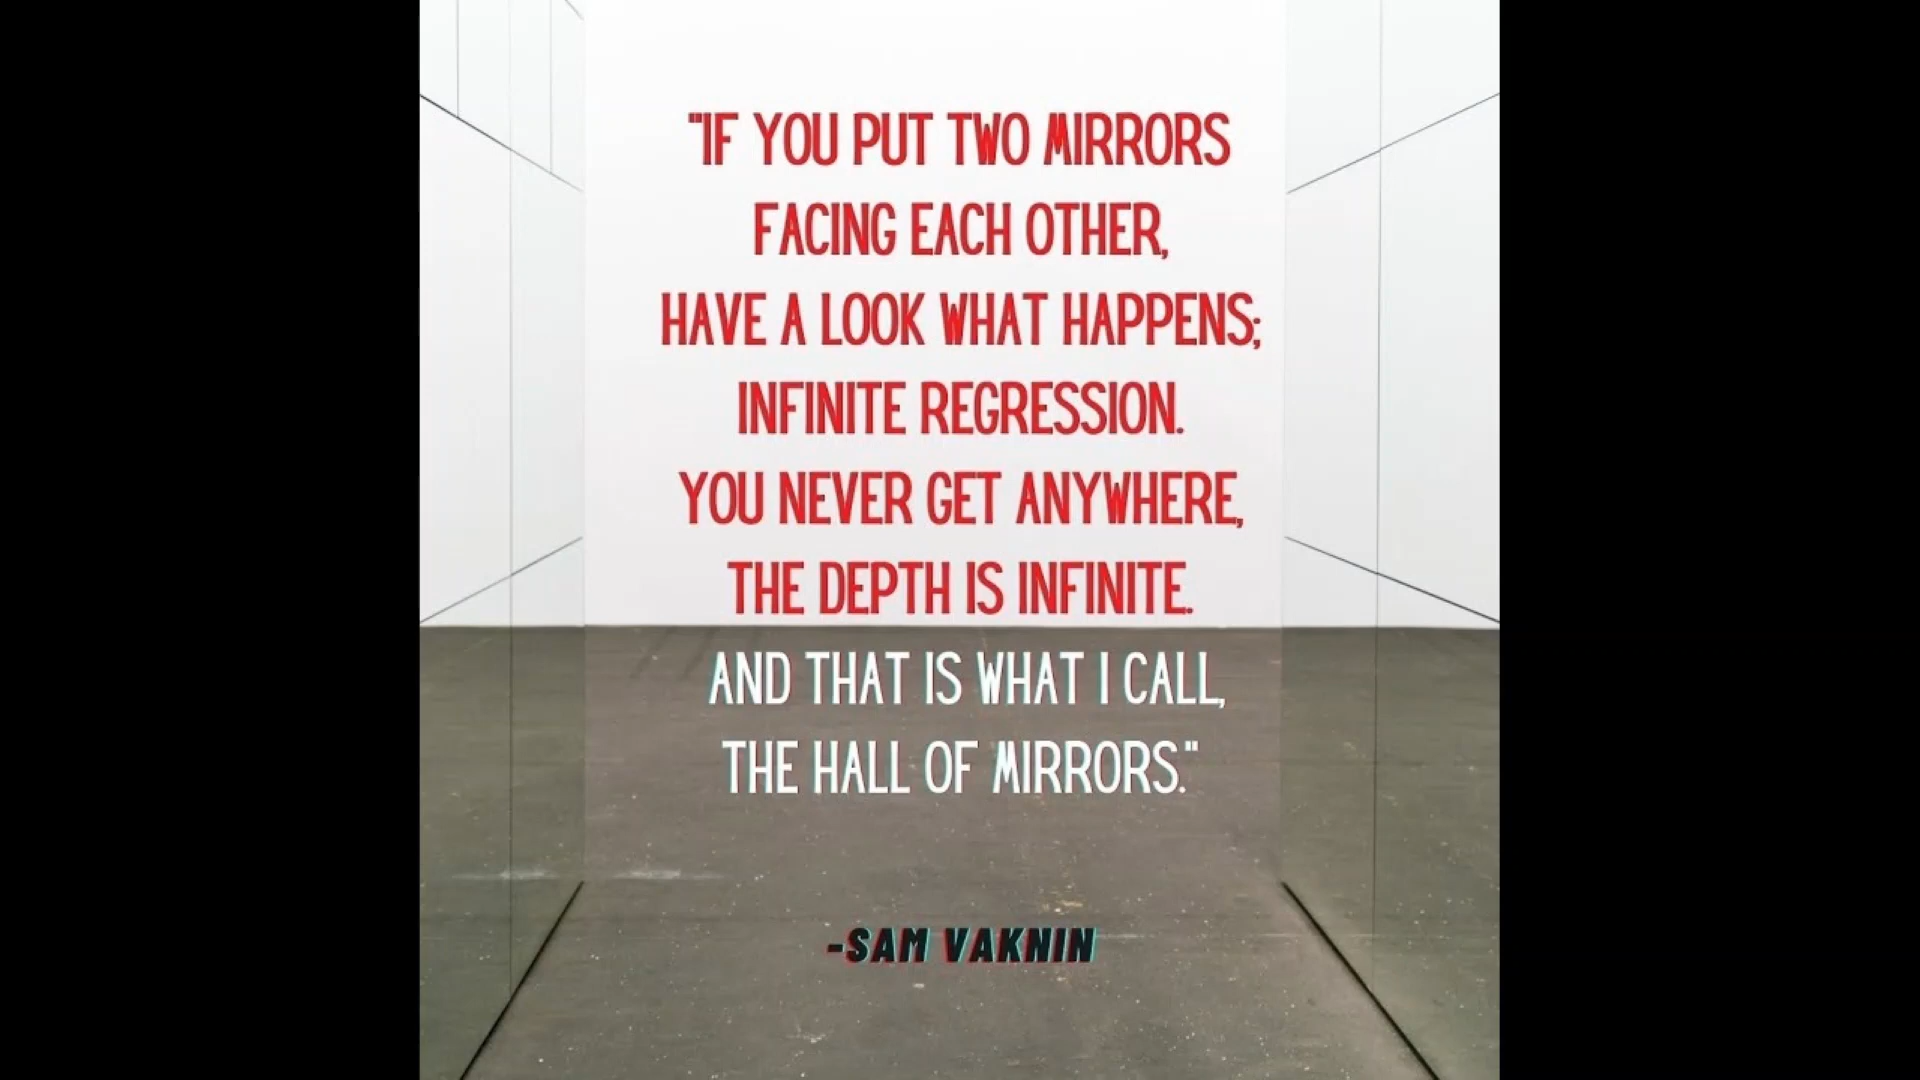 "IF YOU PUT TWO MIRRORS
FACING EACH OTHER,
HAVE A LOOK WHAT HAPPENS;
INFINITE REGRESSION.
YOU NEVER GET ANYWHERE,
THE DEPTH IS INFINITE.
AND THAT IS WHAT I CALL,
THE HALL OF MIRRORS."
-SAM VAKNIN